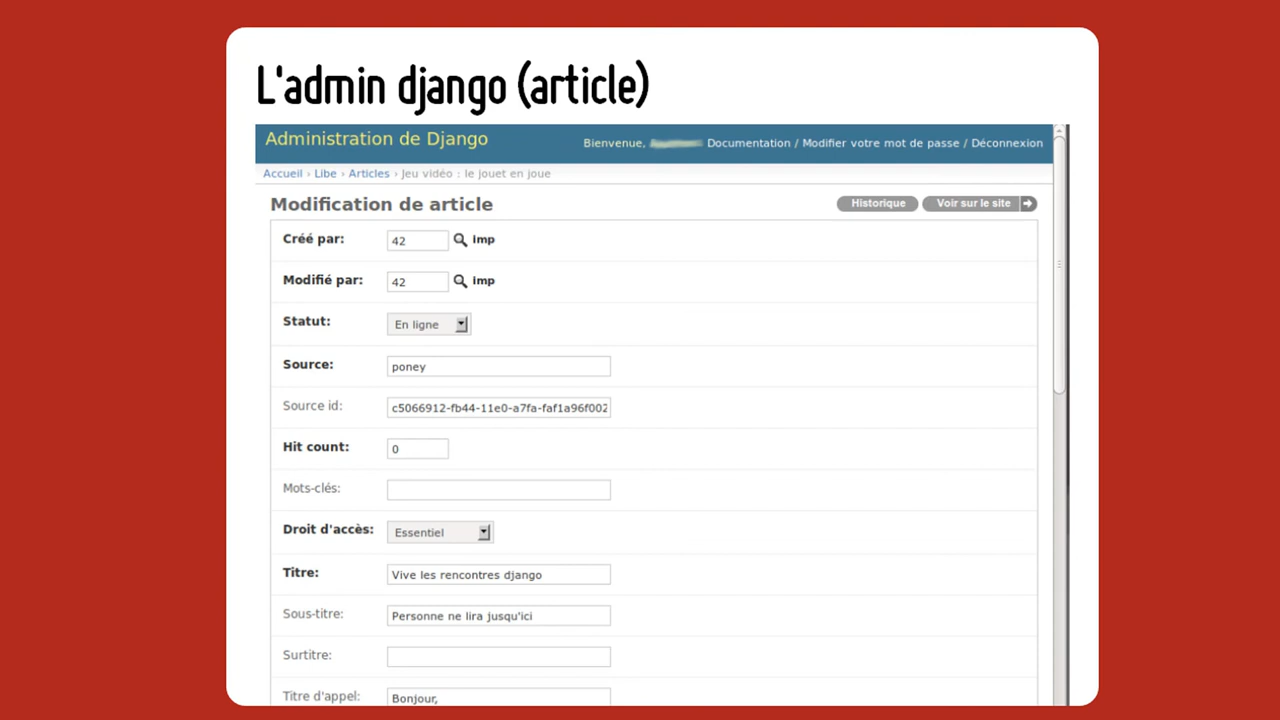 L'admin django (article)
Administration de Django
Bienvenue, Documentation / Modifier votre mot de passe / Déconnexion
Accueil › Libe › Articles › Jeu vidéo : le jouet en joue
Modification de article
Historique Voir sur le site
Créé par: 42 imp
Modifié par: 42 imp
Statut: En ligne
Source: poney
Source id: c5066912-fb44-11e0-a7fa-faf1a96f002
Hit count: 0
Mots-clés:
Droit d'accès: Essentiel
Titre: Vive les rencontres django
Sous-titre: Personne ne lira jusqu'ici
Surtitre:
Titre d'appel: Bonjour,